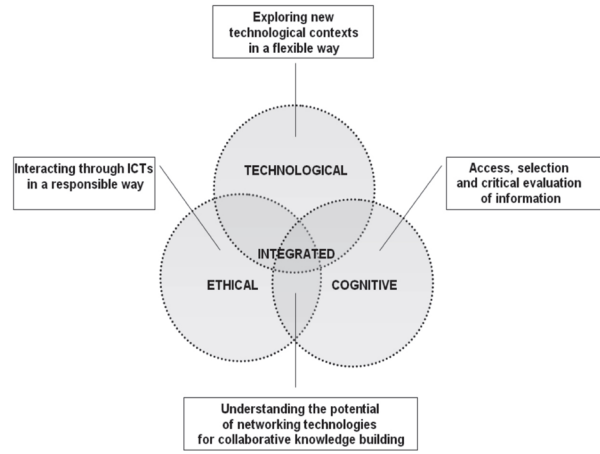 Exploring new
technological contexts
in a flexible way
Interacting through ICTs
in a responsible way
TECHNOLOGICAL
Access, selection
and critical evaluation
of information
INTEGRATED
ETHICAL
COGNITIVE
Understanding the potential
of networking technologies
for collaborative knowledge building